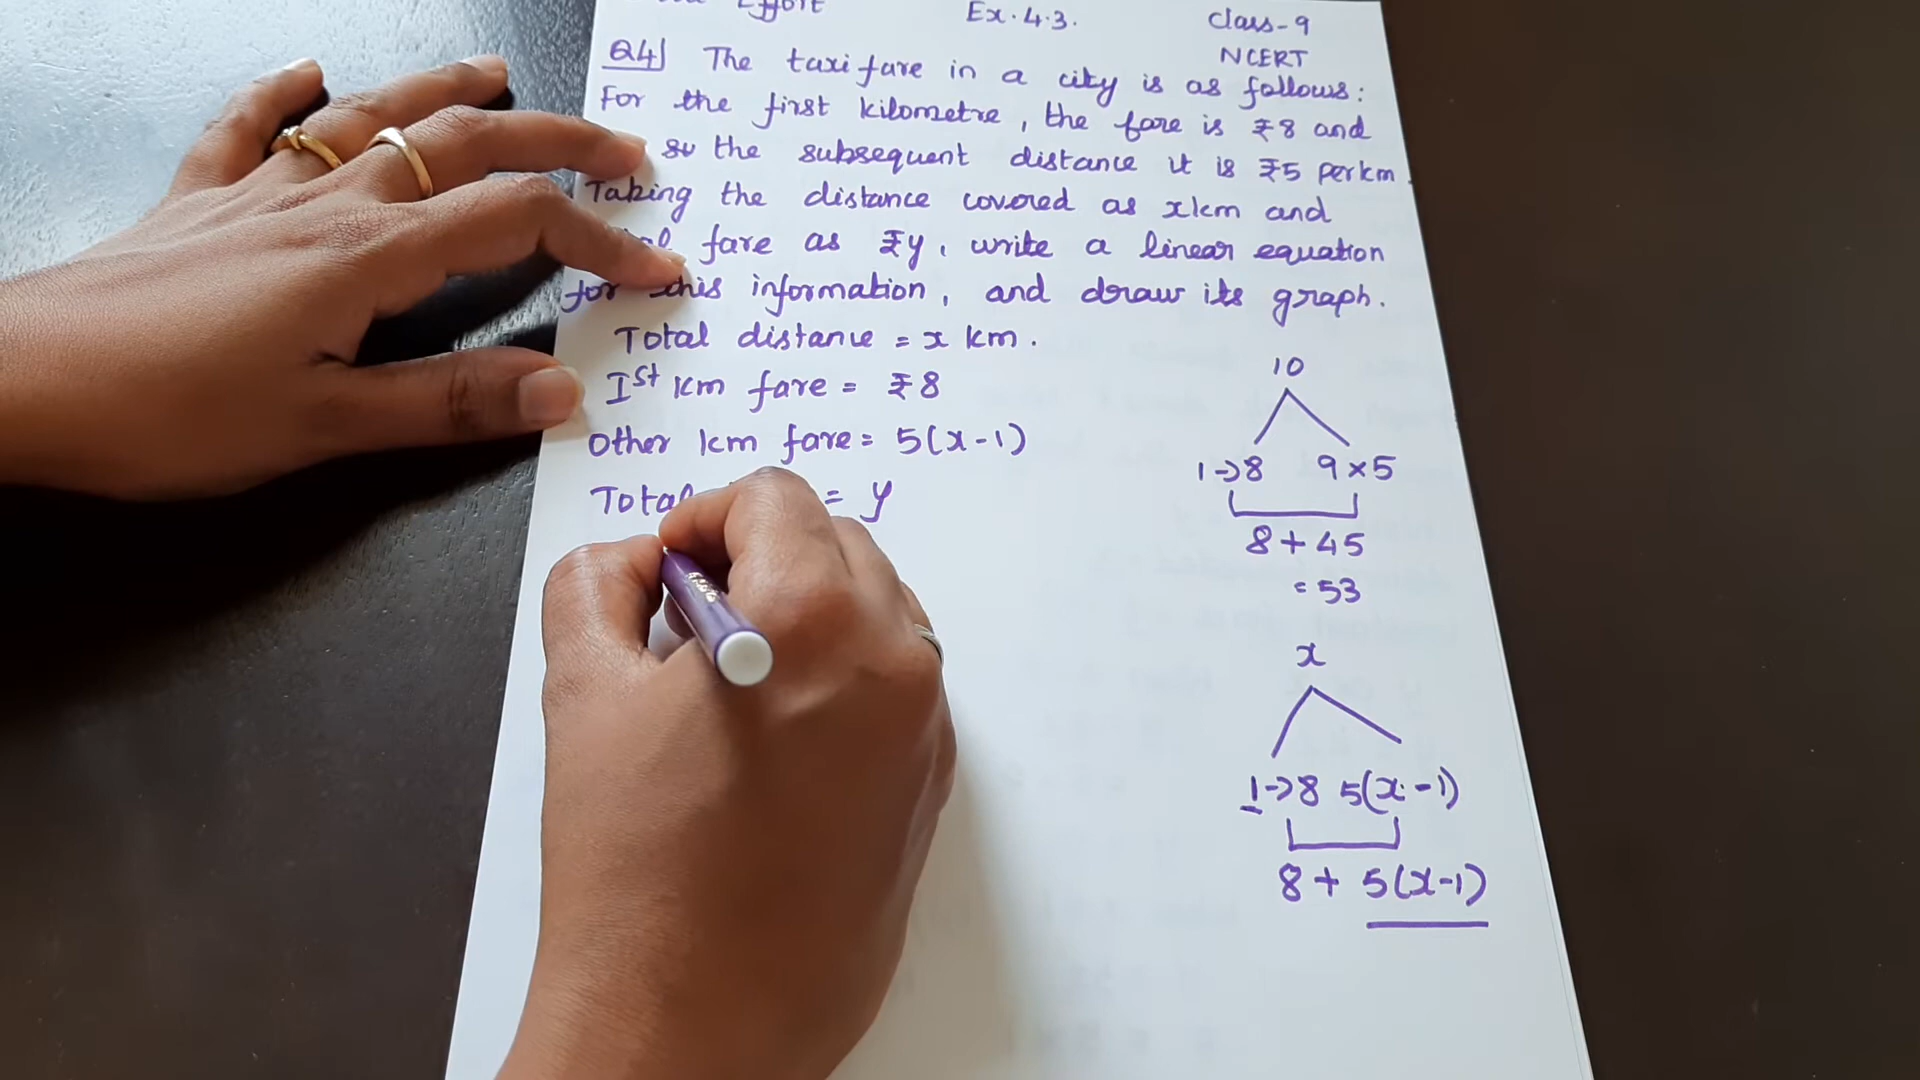 Effort Ex. 4.3. Class-9
NCERT
Q4) The taxi fare in a city is as follows:
For the first kilometre, the fare is ₹8 and
the subsequent distance it is ₹5 per km.
Taking the distance covered as x km and
fare as ₹y, write a linear equation
for this information, and draw its graph.
Total distance = x km.
Ist km fare = ₹8
Other km fare = 5(x-1)
Total = y
10
1→8 9×5
8+45
=53
x
1→8 5(x-1)
8+ 5(x-1)